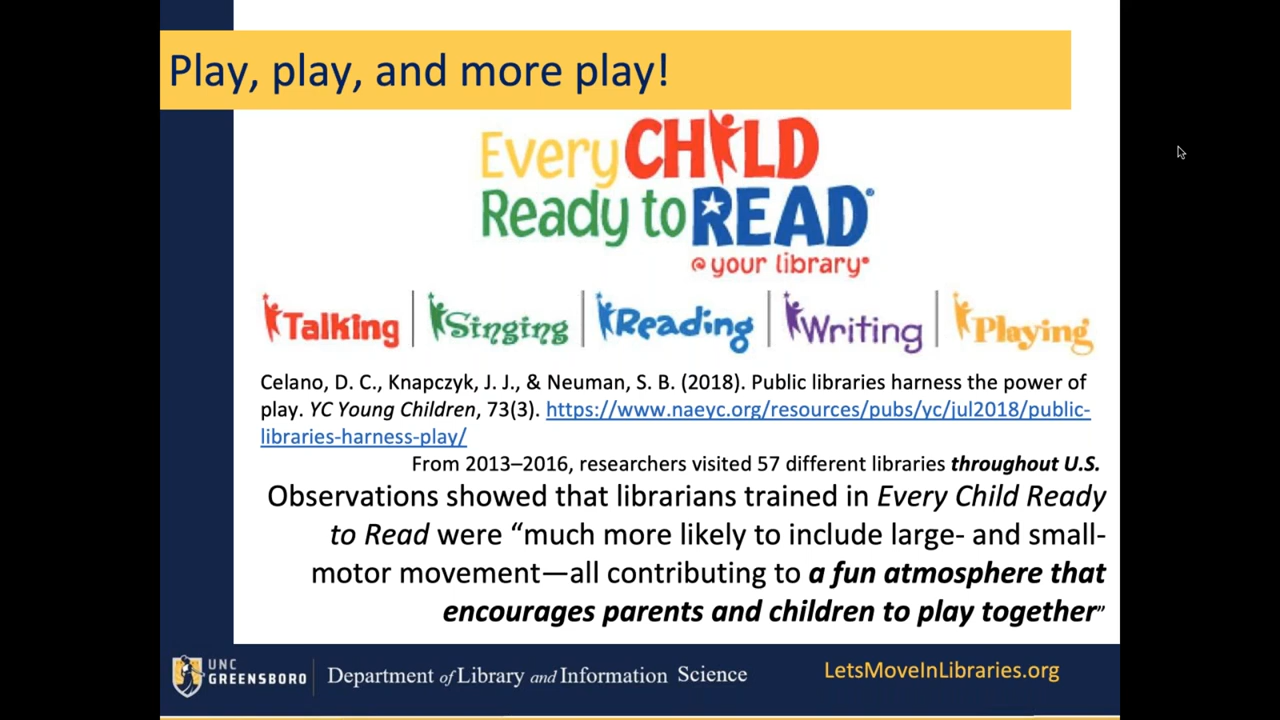 Play, play, and more play!
Every CHILD
Ready to READ®
@ your library®
Talking | Singing | Reading | Writing | Playing
Celano, D. C., Knapczyk, J. J., & Neuman, S. B. (2018). Public libraries harness the power of
play. YC Young Children, 73(3). https://www.naeyc.org/resources/pubs/yc/jul2018/public-
libraries-harness-play/
From 2013–2016, researchers visited 57 different libraries throughout U.S.
Observations showed that librarians trained in Every Child Ready
to Read were “much more likely to include large- and small-
motor movement—all contributing to a fun atmosphere that
encourages parents and children to play together”
UNC
GREENSBORO
Department of Library and Information Science
LetsMoveInLibraries.org